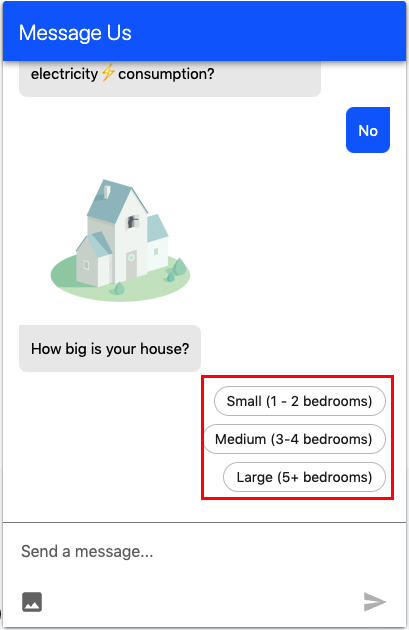 Message Us
electricity⚡consumption?
No
How big is your house?
Small (1 - 2 bedrooms)
Medium (3-4 bedrooms)
Large (5+ bedrooms)
Send a message...